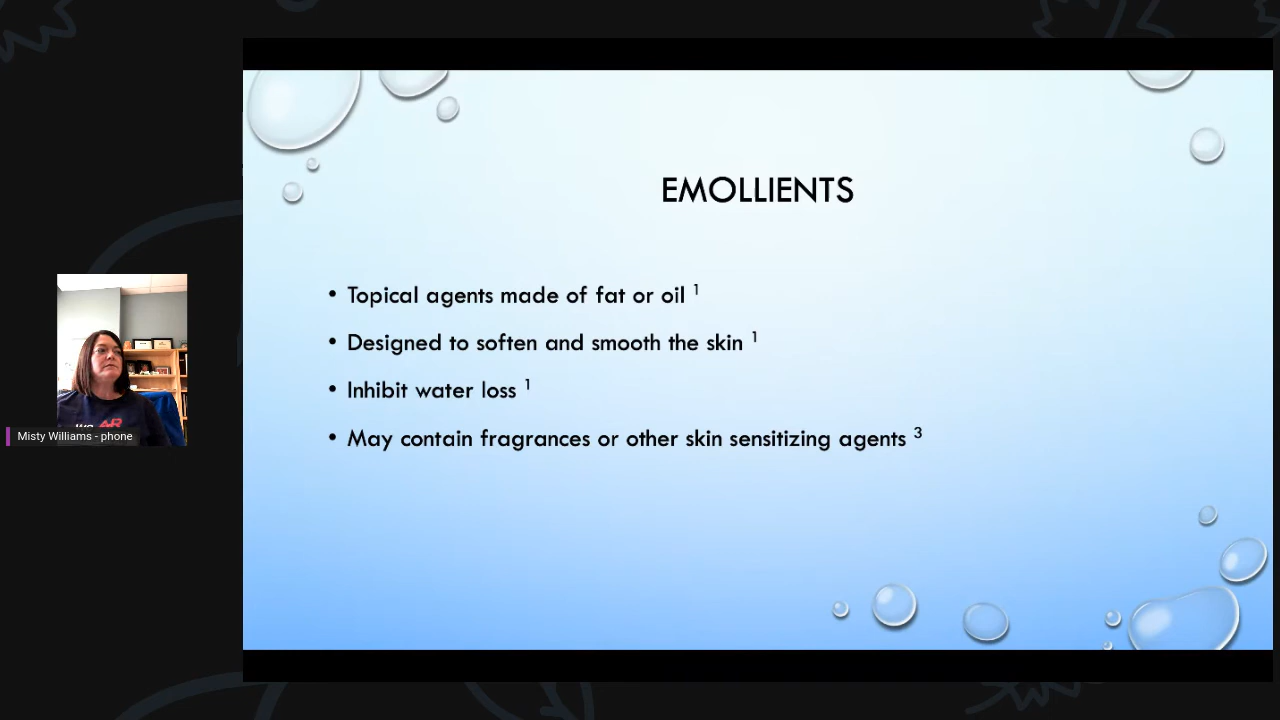 EMOLLIENTS
• Topical agents made of fat or oil 1
• Designed to soften and smooth the skin 1
• Inhibit water loss 1
• May contain fragrances or other skin sensitizing agents 3
AR
Misty Williams - phone